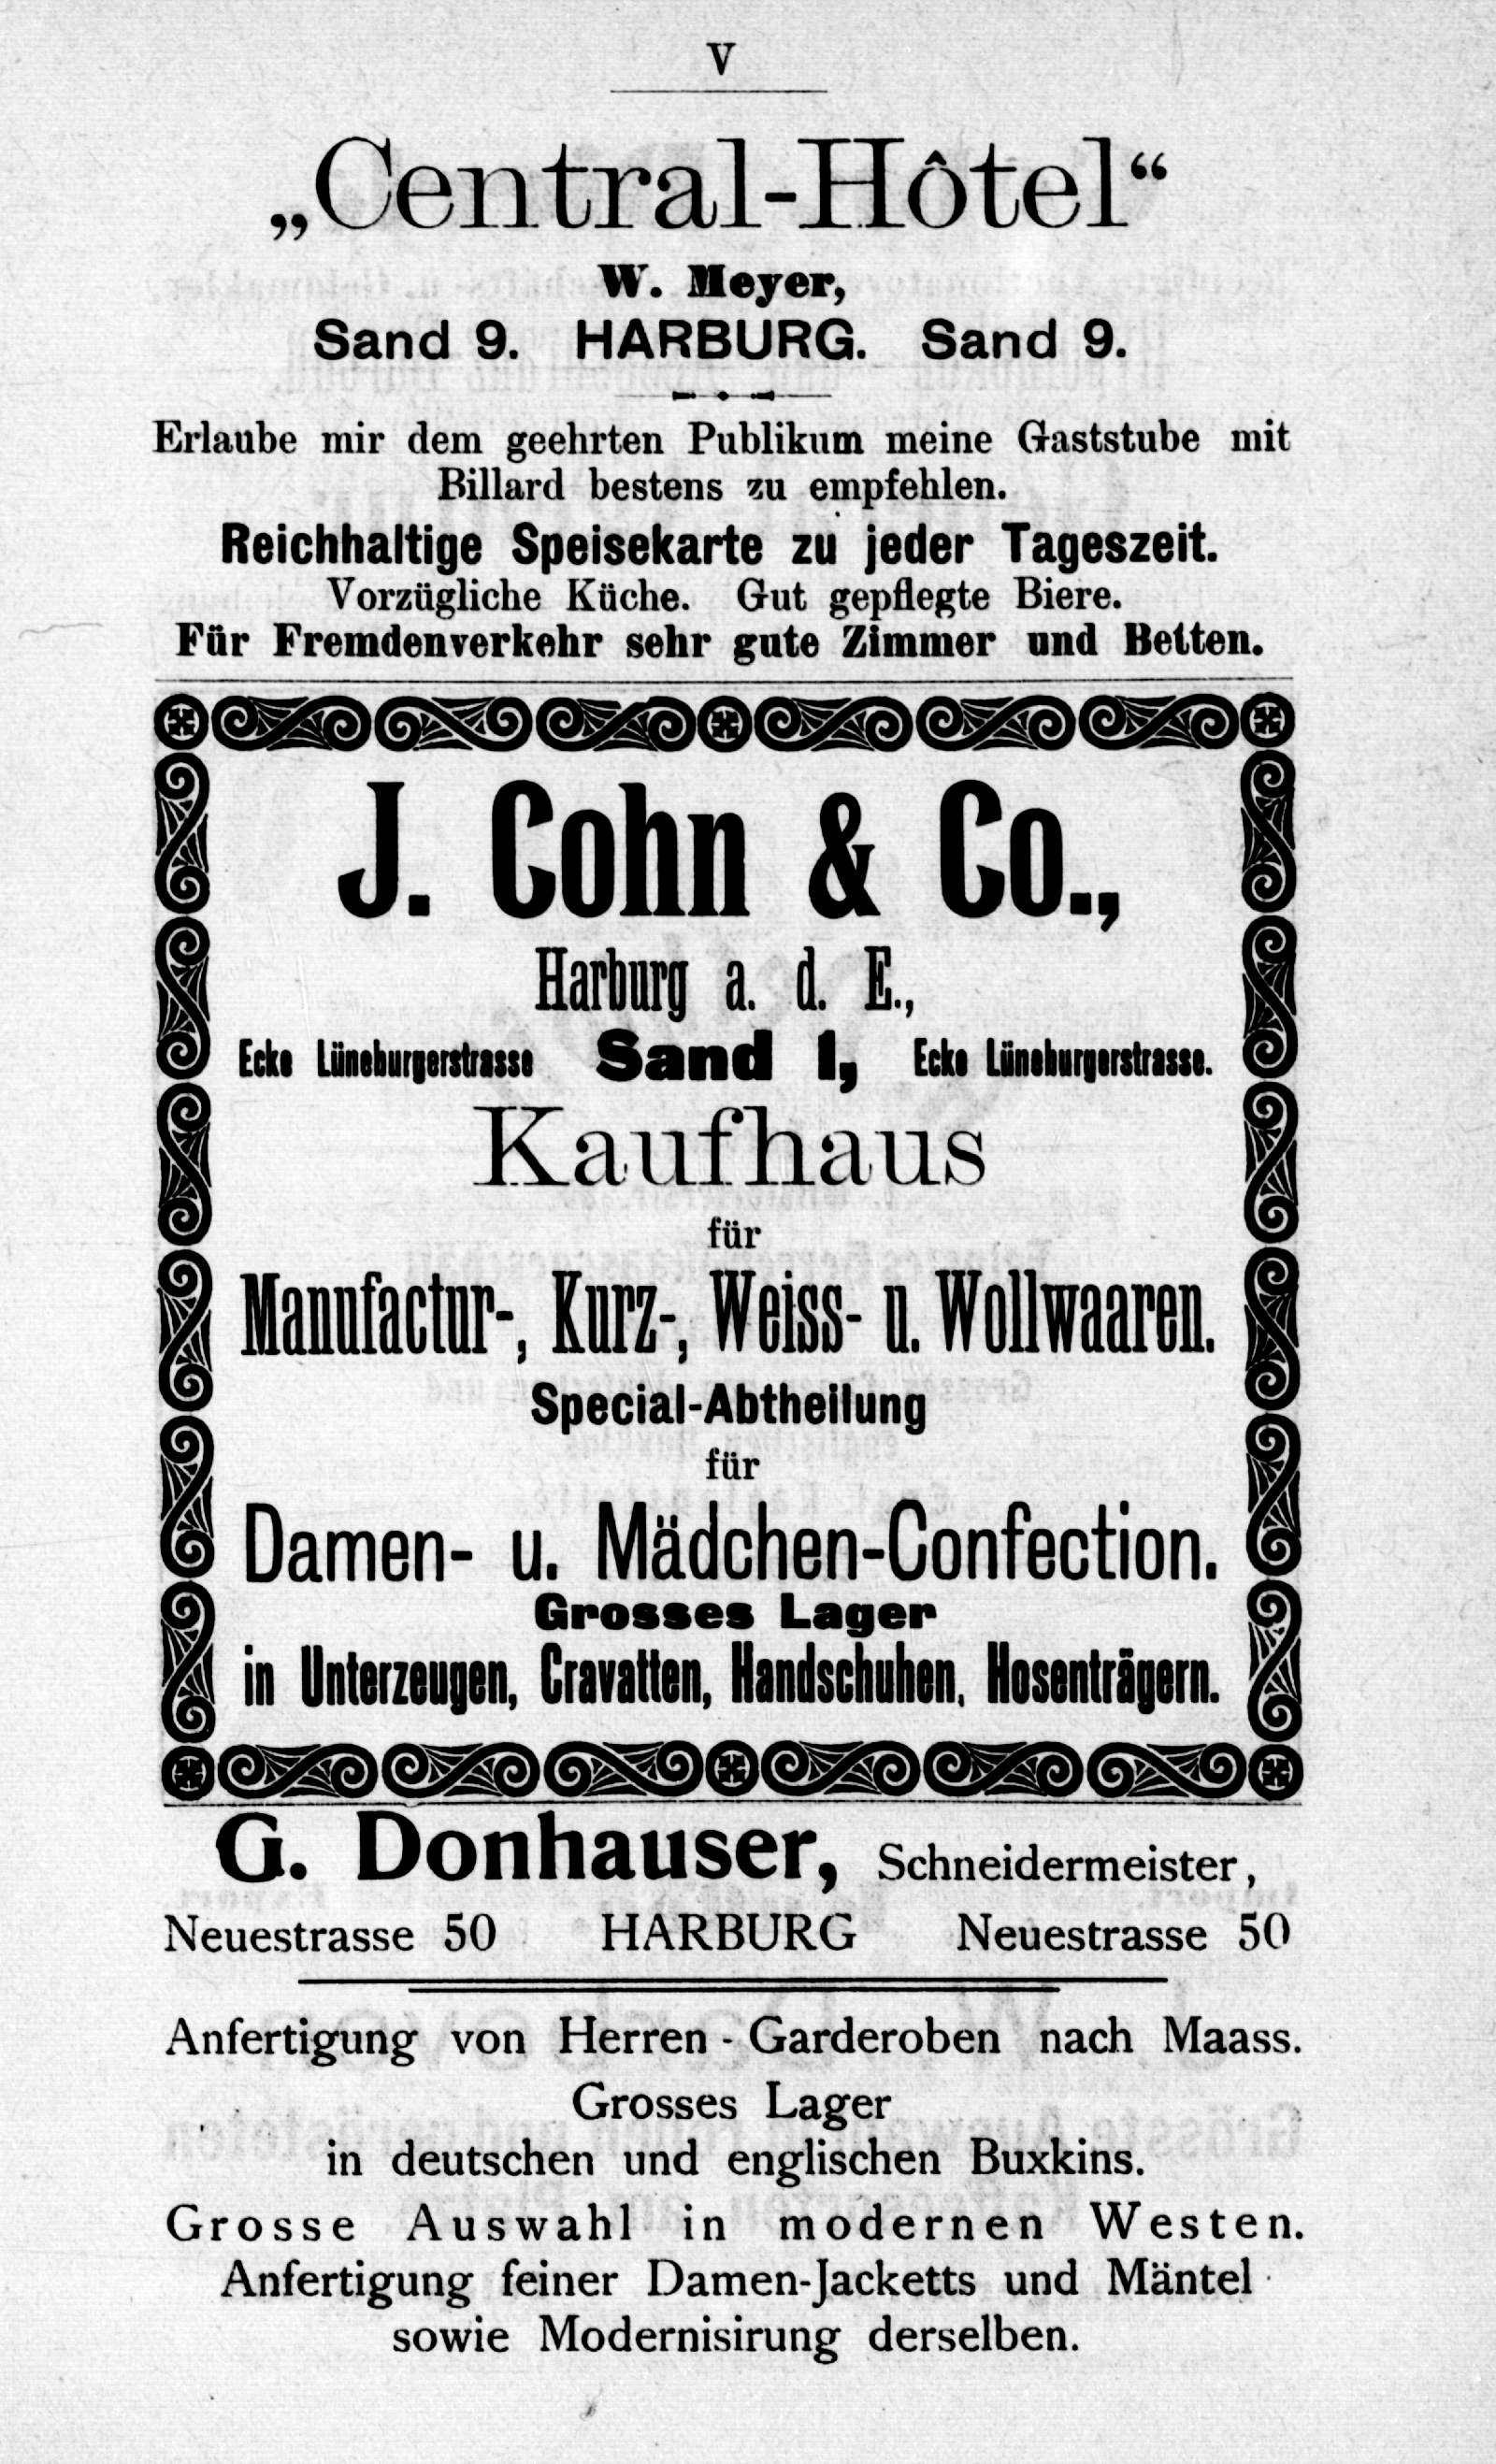 V
„Central-Hôtel“
W. Meyer,
Sand 9. HARBURG. Sand 9.
Erlaube mir dem geehrten Publikum meine Gaststube mit
Billard bestens zu empfehlen.
Reichhaltige Speisekarte zu jeder Tageszeit.
Vorzügliche Küche. Gut gepflegte Biere.
Für Fremdenverkehr sehr gute Zimmer und Betten.
J. Cohn & Co.,
Harburg a. d. E.,
Ecke Lüneburgerstrasse Sand 1, Ecke Lüneburgerstrasse.
Kaufhaus
für
Manufactur-, Kurz-, Weiss- u. Wollwaaren.
Special-Abtheilung
für
Damen- u. Mädchen-Confection.
Grosses Lager
in Unterzeugen, Cravatten, Handschuhen, Hosenträgern.
G. Donhauser, Schneidermeister,
Neuestrasse 50 HARBURG Neuestrasse 50
Anfertigung von Herren-Garderoben nach Maass.
Grosses Lager
in deutschen und englischen Buxkins.
Grosse Auswahl in modernen Westen.
Anfertigung feiner Damen-Jacketts und Mäntel
sowie Modernisirung derselben.